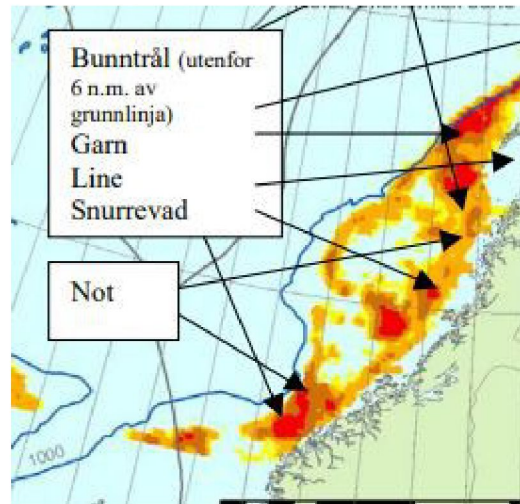 Bunntrål (utenfor
6 n.m. av
grunnlinja)
Garn
Line
Snurrevad
Not
1000